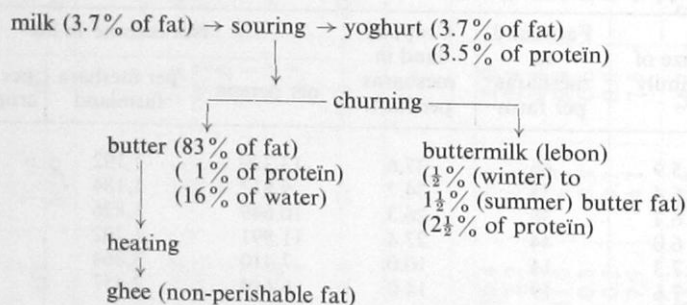 milk (3.7% of fat) → souring → yoghurt (3.7% of fat)
(3.5% of proteïn)
churning
butter (83% of fat)
( 1% of proteïn)
(16% of water)
buttermilk (lebon)
(½% (winter) to
1½% (summer) butter fat)
(2½% of proteïn)
heating
ghee (non-perishable fat)